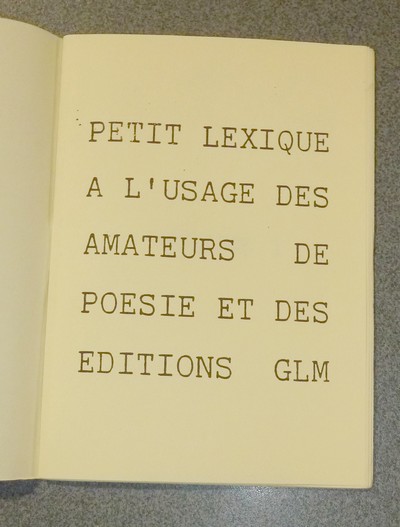 PETIT LEXIQUE
A L'USAGE DES
AMATEURS DE
POESIE ET DES
EDITIONS GLM